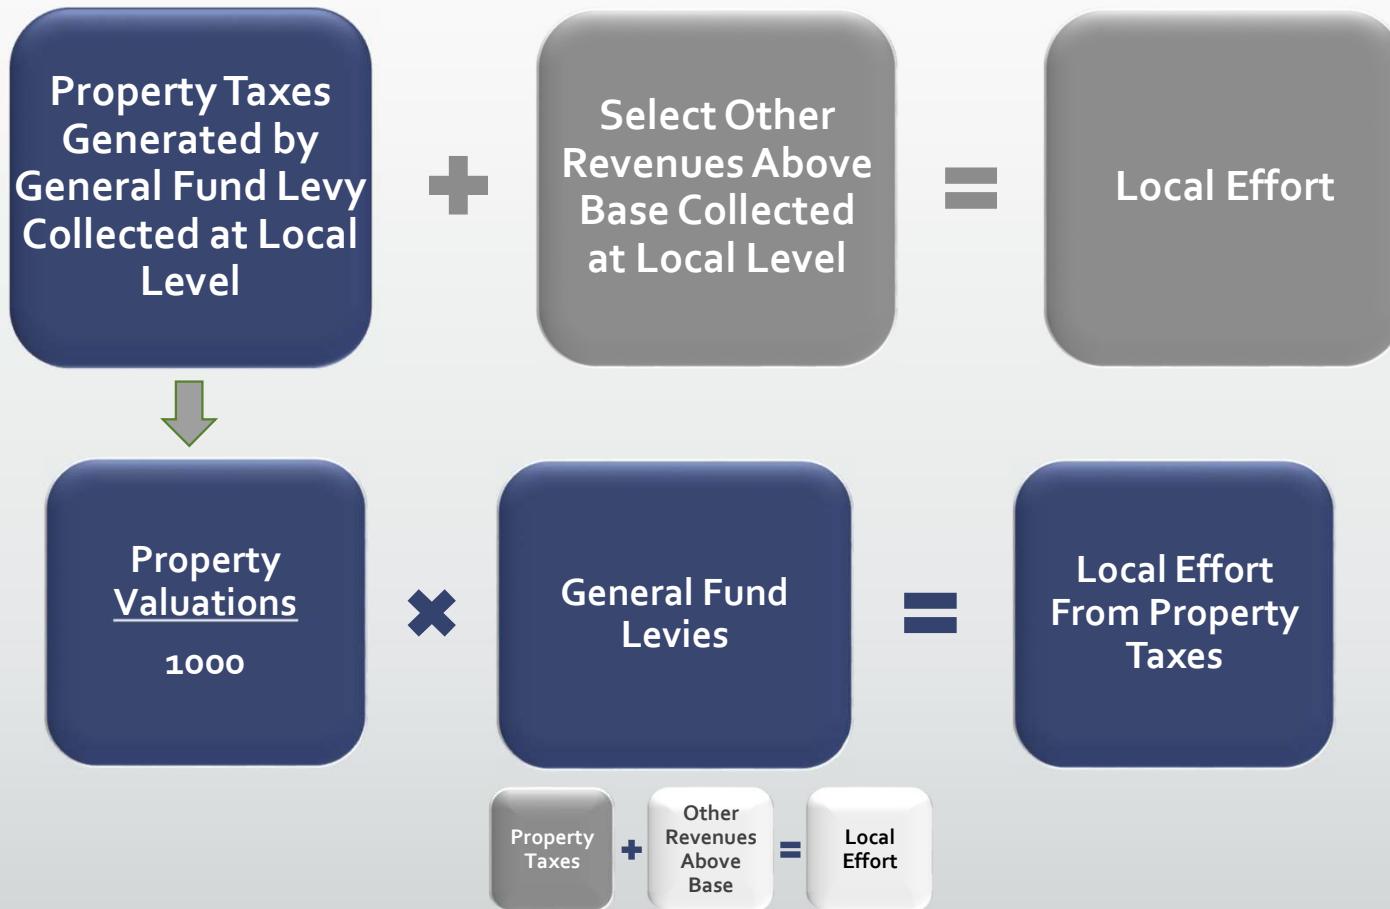 Property Taxes
Generated by
General Fund Levy
Collected at Local
Level
+
Select Other
Revenues Above
Base Collected
at Local Level
=
Local Effort
Property
Valuations
1000
×
General Fund
Levies
=
Local Effort
From Property
Taxes
Property
Taxes
+
Other
Revenues
Above
Base
=
Local
Effort